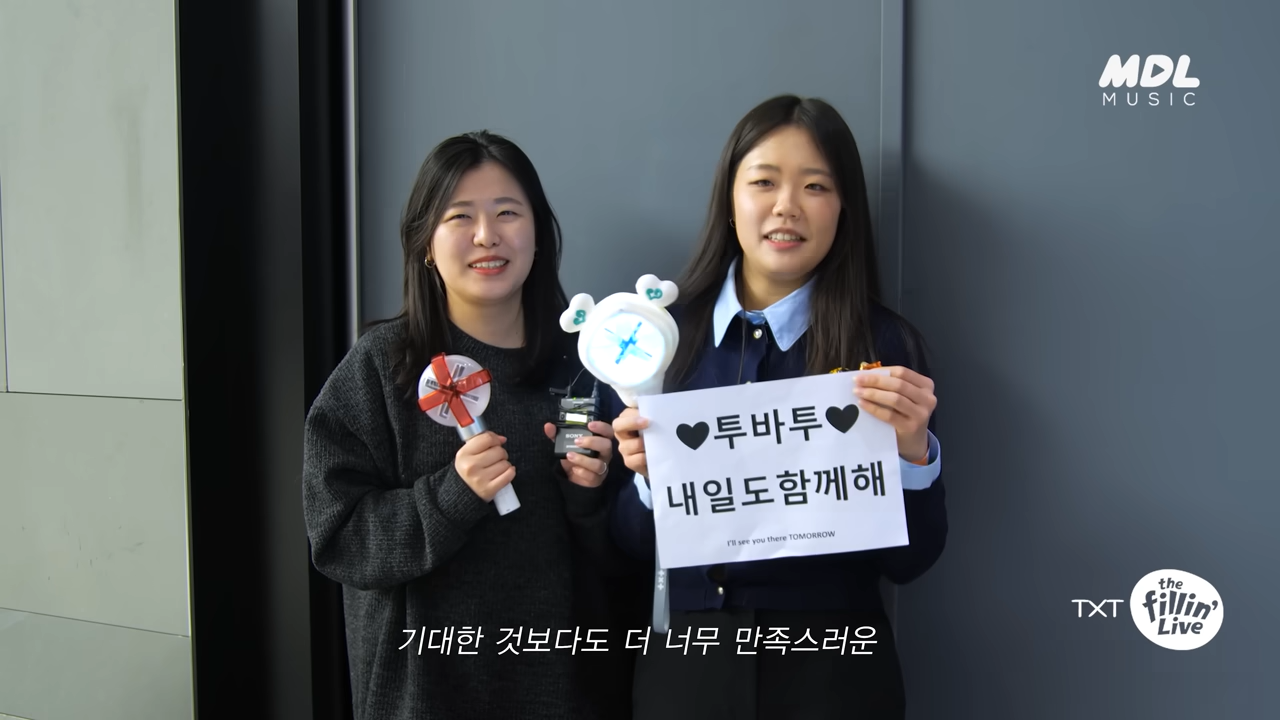 MDL
MUSIC
SONY
♥투바투♥
내일도함께해
I'll see you there TOMORROW
TXT the fillin' Live
기대한 것보다도 더 너무 만족스러운